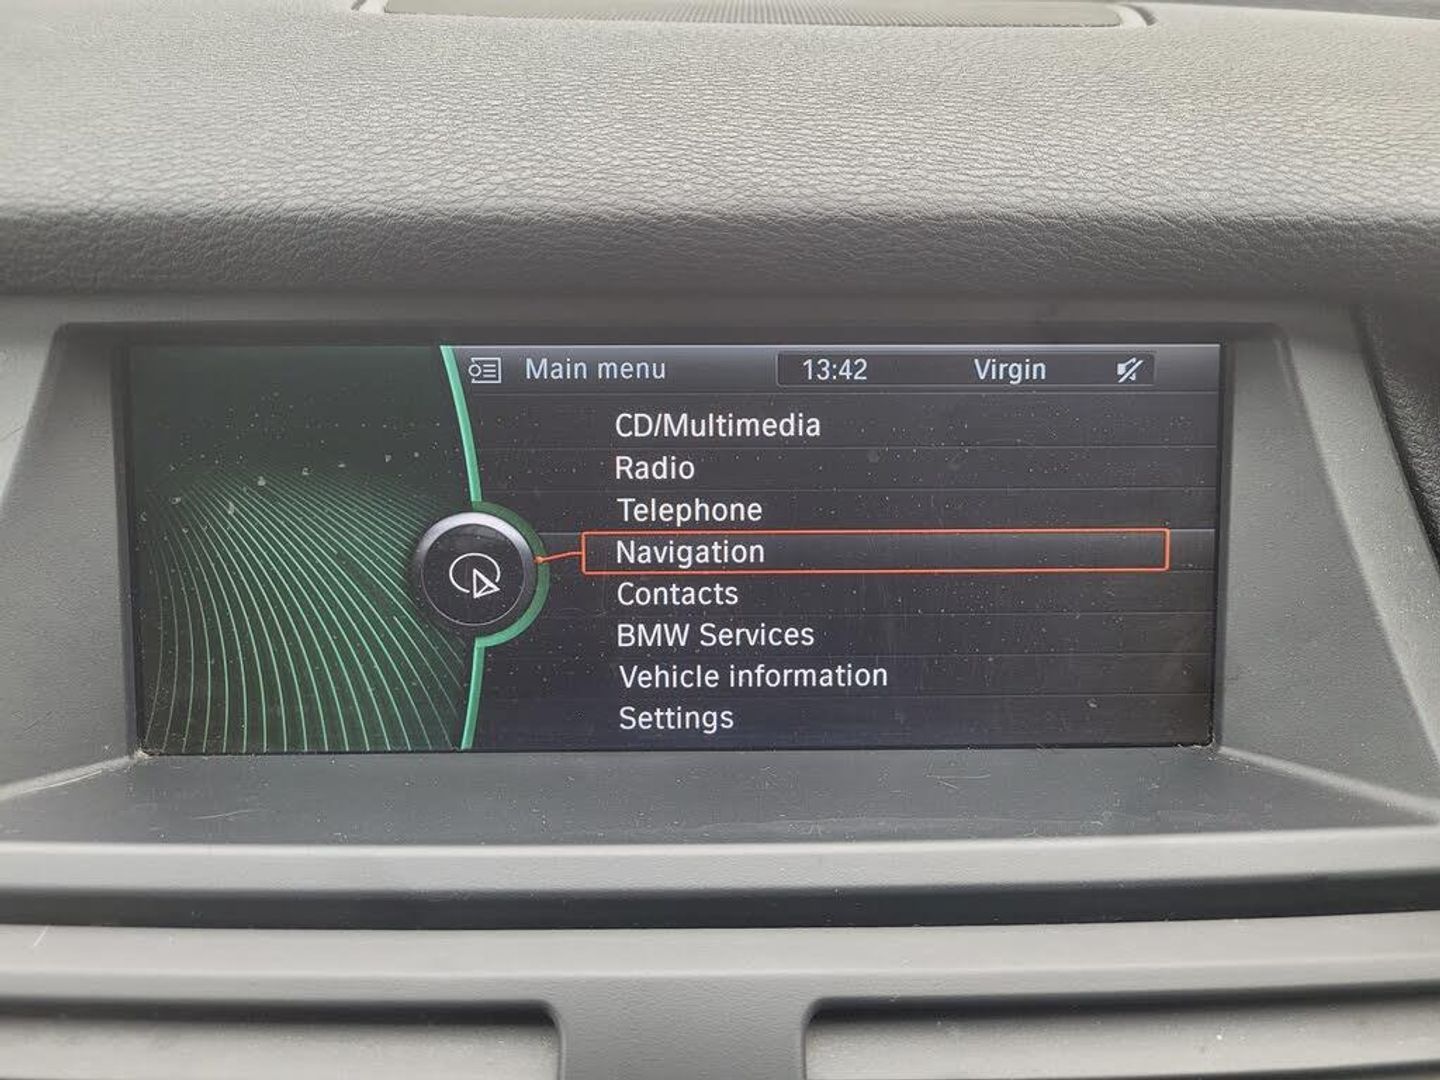 Main menu 13:42 Virgin
CD/Multimedia
Radio
Telephone
Navigation
Contacts
BMW Services
Vehicle information
Settings